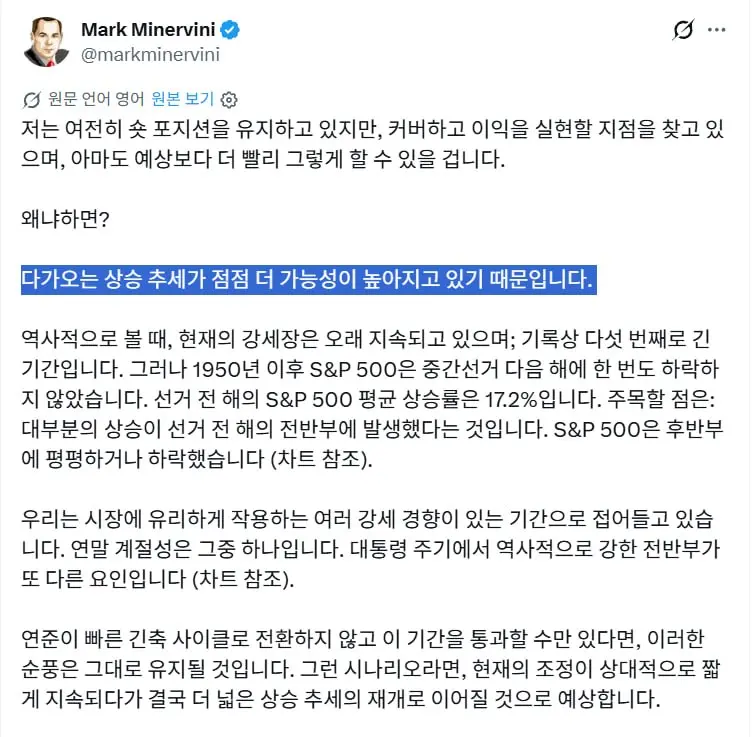 Mark Minervini
@markminervini
원문 언어 영어 원본 보기
저는 여전히 숏 포지션을 유지하고 있지만, 커버하고 이익을 실현할 지점을 찾고 있
으며, 아마도 예상보다 더 빨리 그렇게 할 수 있을 겁니다.
왜냐하면?
다가오는 상승 추세가 점점 더 가능성이 높아지고 있기 때문입니다.
역사적으로 볼 때, 현재의 강세장은 오래 지속되고 있으며; 기록상 다섯 번째로 긴
기간입니다. 그러나 1950년 이후 S&P 500은 중간선거 다음 해에 한 번도 하락하
지 않았습니다. 선거 전 해의 S&P 500 평균 상승률은 17.2%입니다. 주목할 점은:
대부분의 상승이 선거 전 해의 전반부에 발생했다는 것입니다. S&P 500은 후반부
에 평평하거나 하락했습니다 (차트 참조).
우리는 시장에 유리하게 작용하는 여러 강세 경향이 있는 기간으로 접어들고 있습
니다. 연말 계절성은 그중 하나입니다. 대통령 주기에서 역사적으로 강한 전반부가
또 다른 요인입니다 (차트 참조).
연준이 빠른 긴축 사이클로 전환하지 않고 이 기간을 통과할 수만 있다면, 이러한
순풍은 그대로 유지될 것입니다. 그런 시나리오라면, 현재의 조정이 상대적으로 짧
게 지속되다가 결국 더 넓은 상승 추세의 재개로 이어질 것으로 예상합니다.